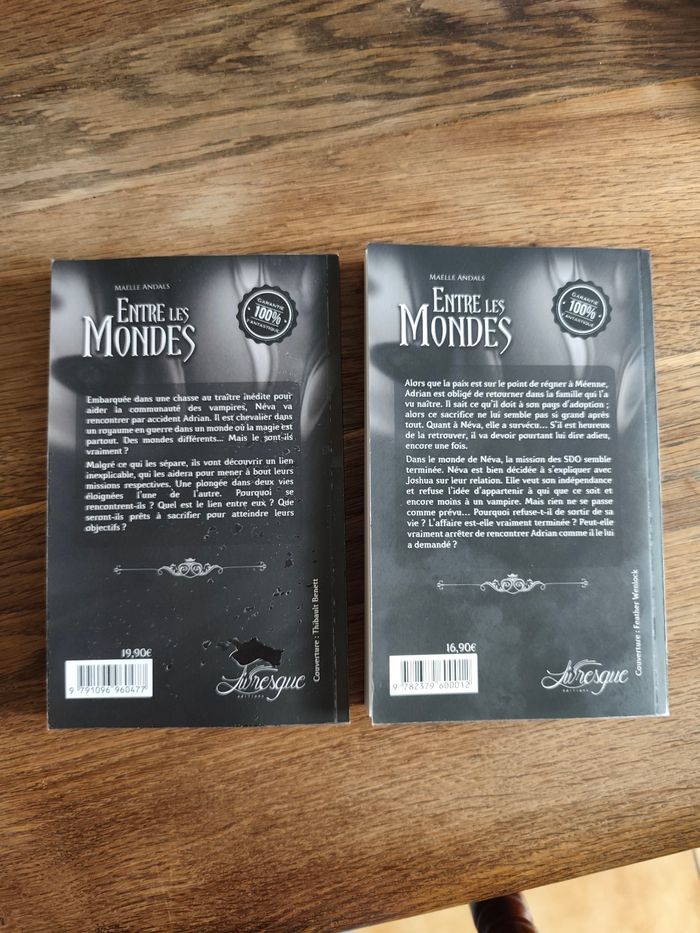 MAËLLE ANDALS
ENTRE LES
MONDES
GARANTIE
100%
FANTASTIQUE
Embarquée dans une chasse au traître inédite pour
aider la communauté des vampires, Néva va
rencontrer par accident Adrian. Il est chevalier dans
un royaume en guerre dans un monde où la magie est
partout. Des mondes différents... Mais le sont-ils
vraiment ?
Malgré ce qui les sépare, ils vont découvrir un lien
inexplicable, qui les aidera pour mener à bout leurs
missions respectives. Une plongée dans deux vies
éloignées l'une de l'autre. Pourquoi se
rencontrent-ils ? Quel est le lien entre eux ? Que
seront-ils prêts à sacrifier pour atteindre leurs
objectifs ?
Couverture : Thibault Benett
19,90€
9 791096 960477
Livresque
éditions
MAËLLE ANDALS
ENTRE LES
MONDES
GARANTIE
100%
FANTASTIQUE
Alors que la paix est sur le point de régner à Méenne,
Adrian est obligé de retourner dans la famille qui l'a
vu naître. Il sait ce qu'il doit à son pays d'adoption ;
alors ce sacrifice ne lui semble pas si grand après
tout. Quant à Néva, elle a survécu... S'il est heureux
de la retrouver, il va devoir pourtant lui dire adieu,
encore une fois.
Dans le monde de Néva, la mission des SDO semble
terminée. Néva est bien décidée à s'expliquer avec
Joshua sur leur relation. Elle veut son indépendance
et refuse l'idée d'appartenir à qui que ce soit et
encore moins à un vampire. Mais rien ne se passe
comme prévu... Pourquoi refuse-t-il de sortir de sa
vie ? L'affaire est-elle vraiment terminée ? Peut-elle
vraiment arrêter de rencontrer Adrian comme il le lui
a demandé ?
Couverture : Feather Wenlock
16,90€
9 782379 600012
Livresque
éditions